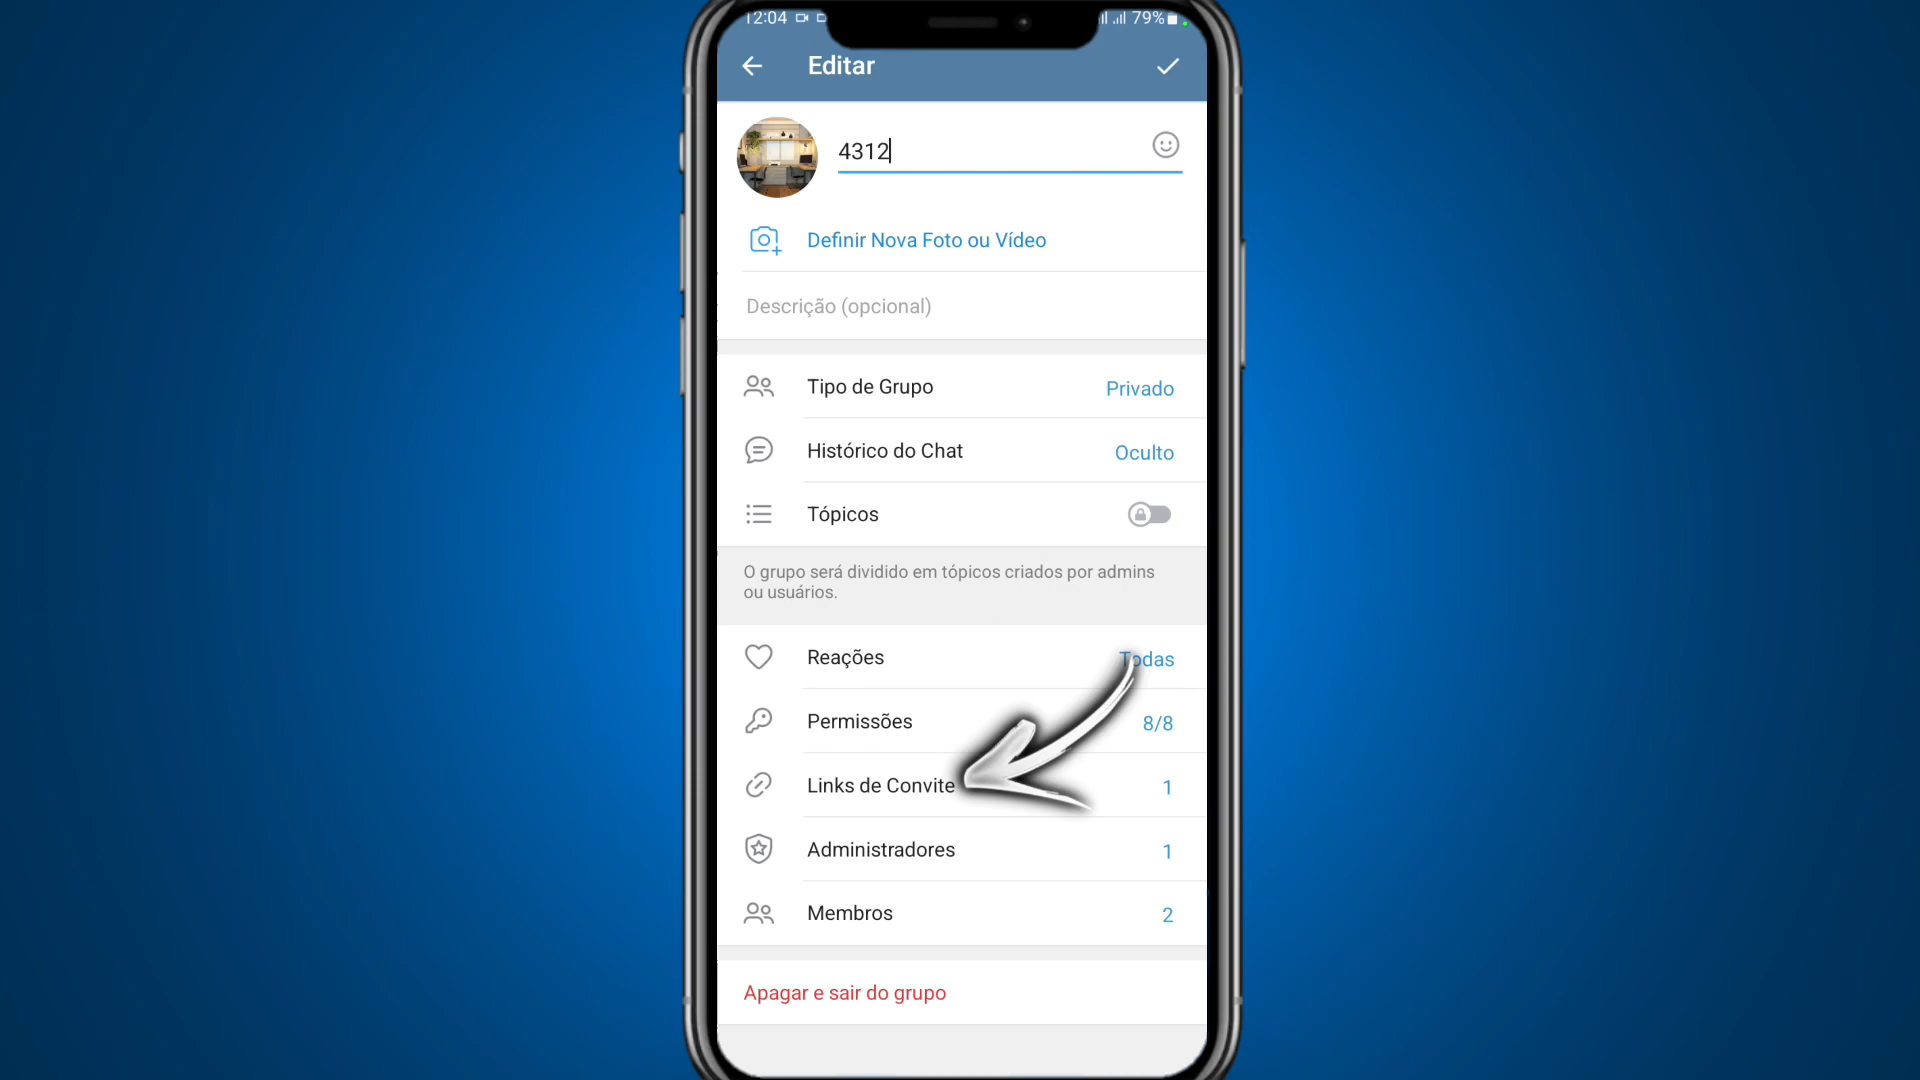 12:04 79%
Editar
4312
Definir Nova Foto ou Vídeo
Descrição (opcional)
Tipo de Grupo Privado
Histórico do Chat Oculto
Tópicos
O grupo será dividido em tópicos criados por admins
ou usuários.
Reações Todas
Permissões 8/8
Links de Convite 1
Administradores 1
Membros 2
Apagar e sair do grupo